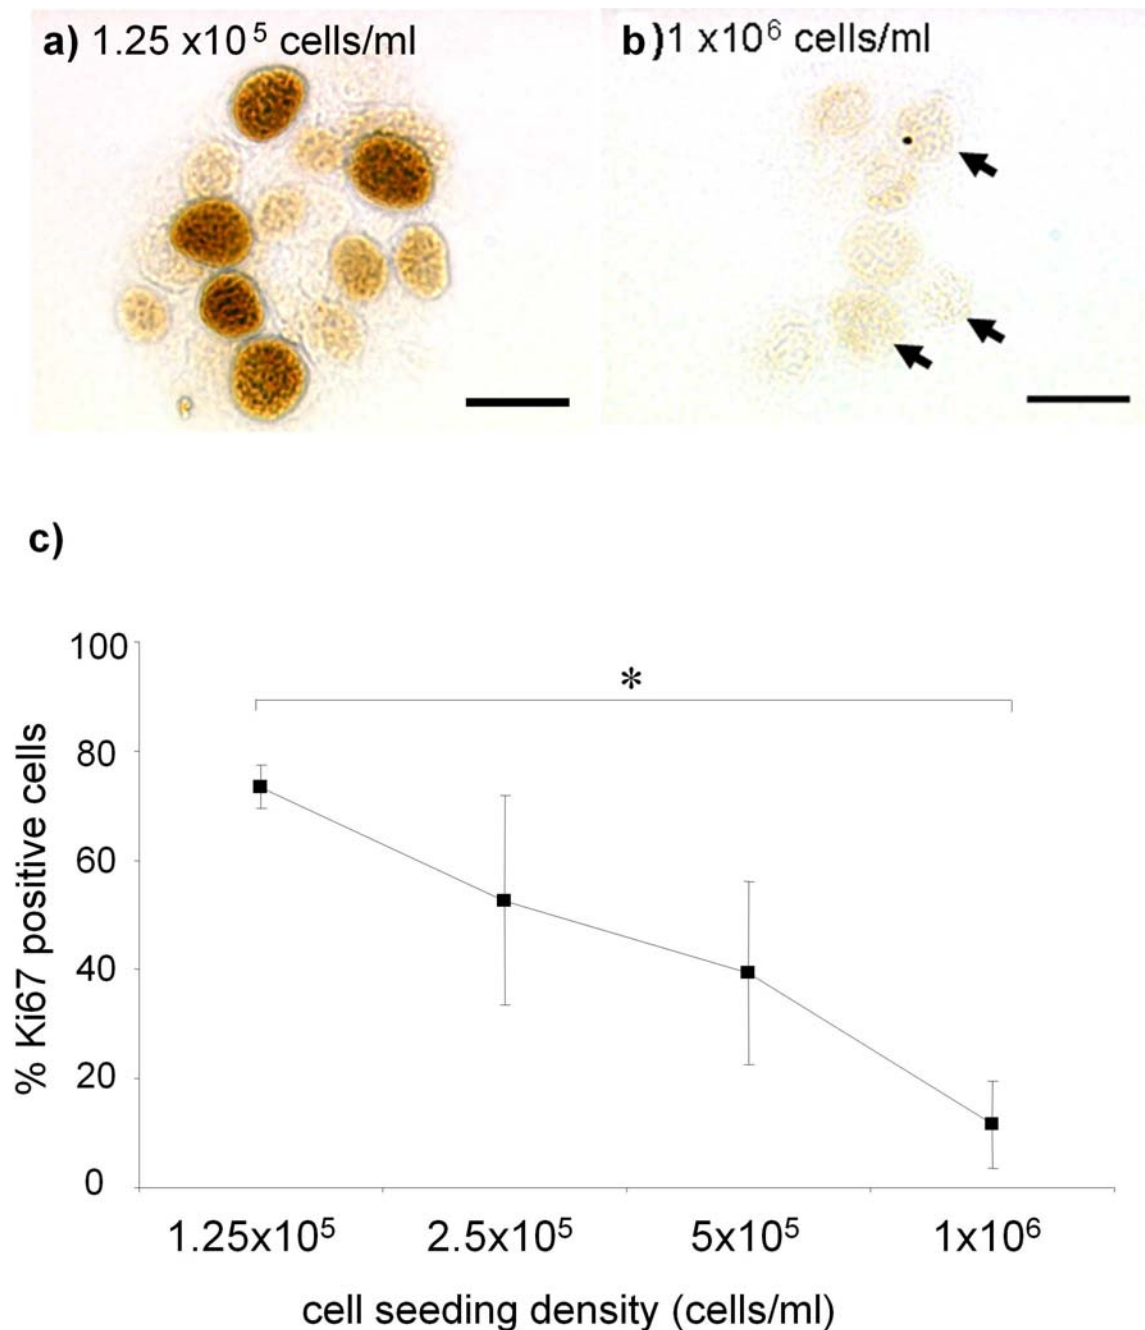 a) 1.25 x10⁵ cells/ml
b) 1 x10⁶ cells/ml
c)
100
80
60
40
20
0
*
% Ki67 positive cells
1.25x10⁵ 2.5x10⁵ 5x10⁵ 1x10⁶
cell seeding density (cells/ml)